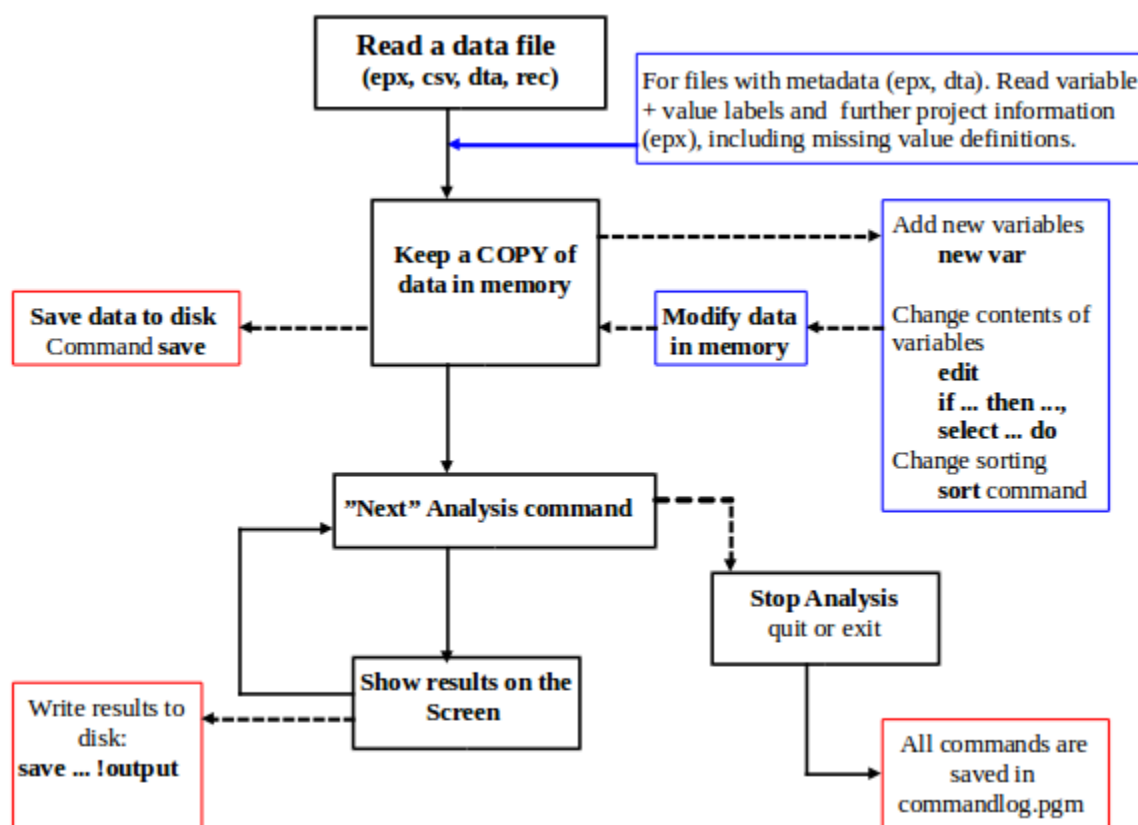 Read a data file
(epx, csv, dta, rec)
For files with metadata (epx, dta). Read variable
+ value labels and further project information
(epx), including missing value definitions.
Keep a COPY of
data in memory
Add new variables
new var
Change contents of
variables
edit
if ... then ...,
select ... do
Change sorting
sort command
Modify data
in memory
Save data to disk
Command save
”Next” Analysis command
Stop Analysis
quit or exit
Show results on the
Screen
Write results to
disk:
save ... !output
All commands are
saved in
commandlog.pgm